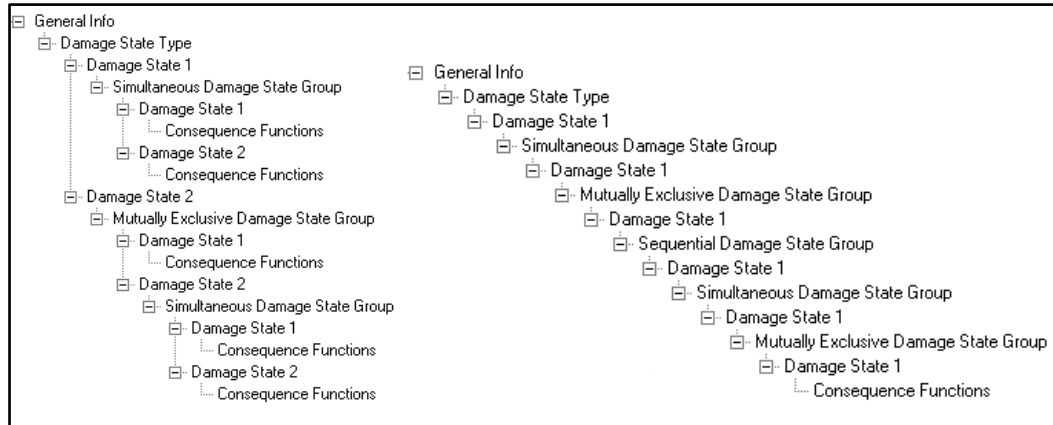 General Info
Damage State Type
Damage State 1
Simultaneous Damage State Group
Damage State 1
Consequence Functions
Damage State 2
Consequence Functions
Damage State 2
Mutually Exclusive Damage State Group
Damage State 1
Consequence Functions
Damage State 2
Simultaneous Damage State Group
Damage State 1
Consequence Functions
Damage State 2
Consequence Functions
General Info
Damage State Type
Damage State 1
Simultaneous Damage State Group
Damage State 1
Mutually Exclusive Damage State Group
Damage State 1
Sequential Damage State Group
Damage State 1
Simultaneous Damage State Group
Damage State 1
Mutually Exclusive Damage State Group
Damage State 1
Consequence Functions